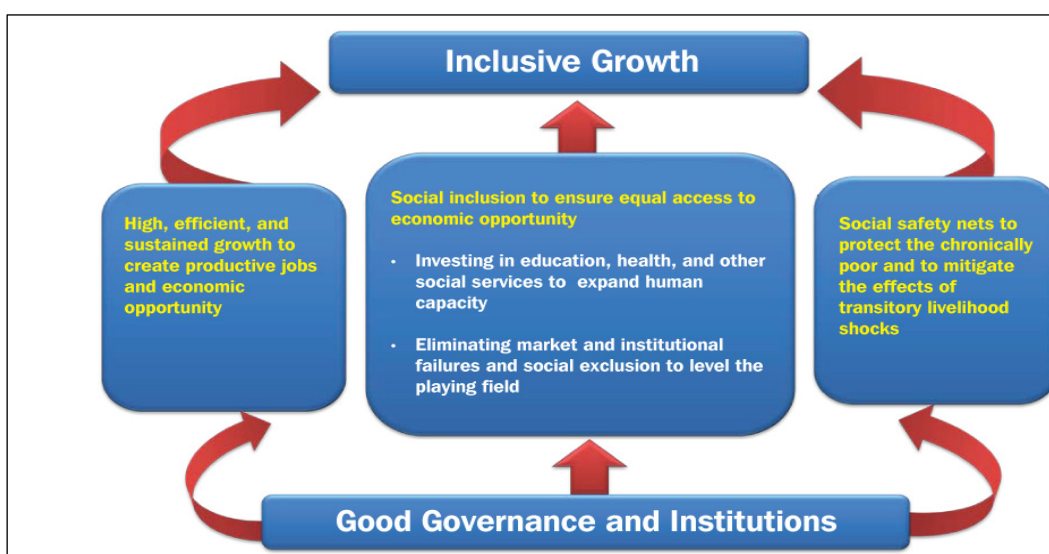 Inclusive Growth
High, efficient, and
sustained growth to
create productive jobs
and economic
opportunity
Social inclusion to ensure equal access to
economic opportunity
• Investing in education, health, and other
social services to expand human
capacity
• Eliminating market and institutional
failures and social exclusion to level the
playing field
Social safety nets to
protect the chronically
poor and to mitigate
the effects of
transitory livelihood
shocks
Good Governance and Institutions